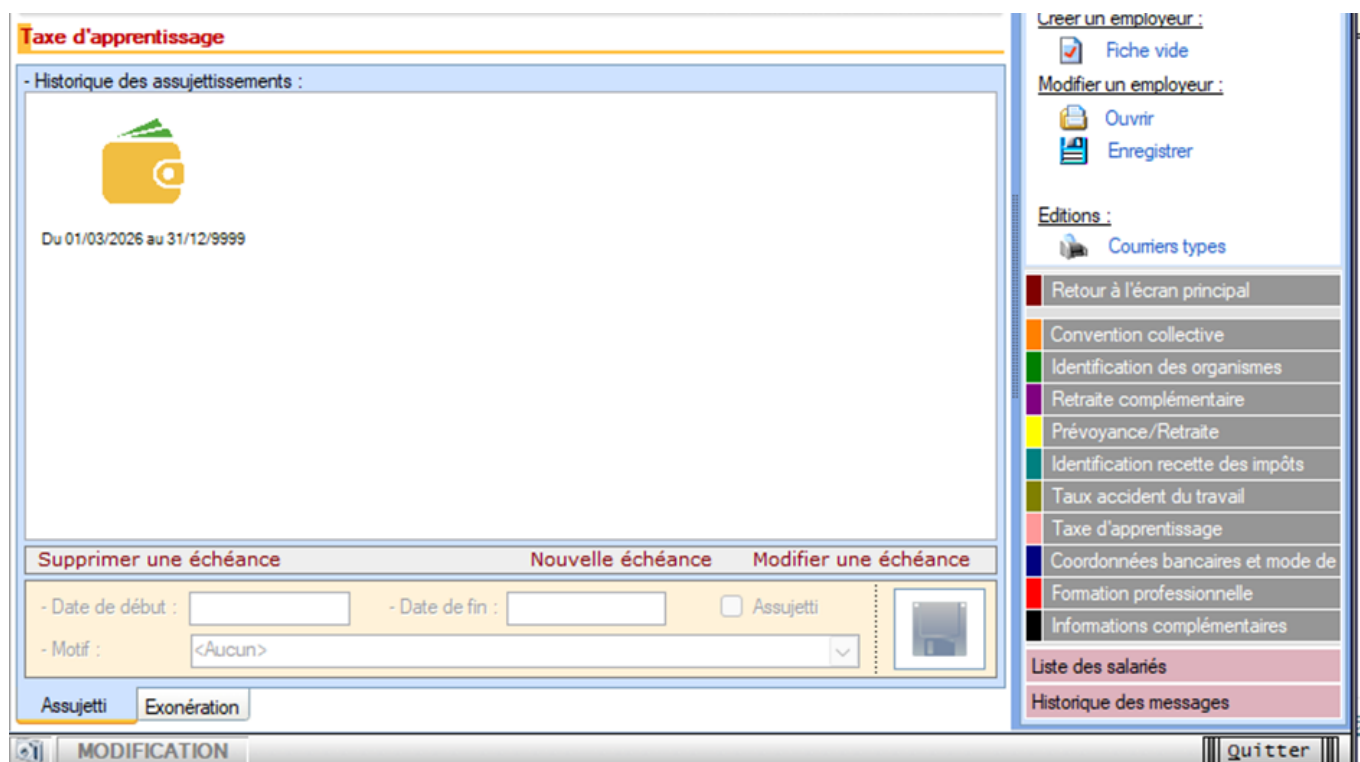 Taxe d'apprentissage
- Historique des assujettissements :
Du 01/03/2026 au 31/12/9999
Supprimer une échéance Nouvelle échéance Modifier une échéance
- Date de début : - Date de fin : Assujetti
- Motif : <Aucun>
Assujetti Exonération
MODIFICATION
Créer un employeur :
Fiche vide
Modifier un employeur :
Ouvrir
Enregistrer
Editions :
Courriers types
Retour à l'écran principal
Convention collective
Identification des organismes
Retraite complémentaire
Prévoyance/Retraite
Identification recette des impôts
Taux accident du travail
Taxe d'apprentissage
Coordonnées bancaires et mode de
Formation professionnelle
Informations complémentaires
Liste des salariés
Historique des messages
Quitter